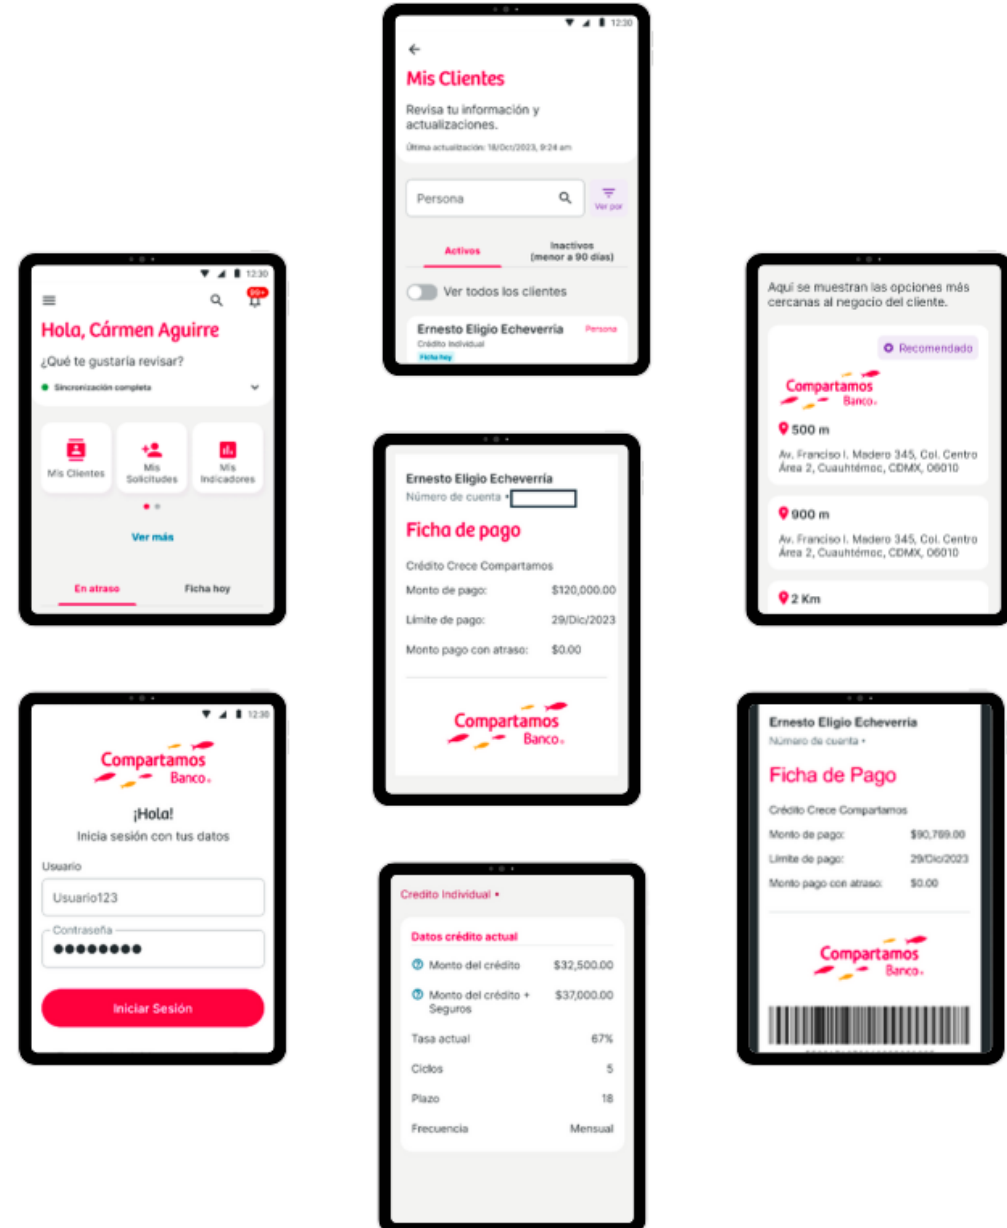 12:30
Mis Clientes
Revisa tu información y
actualizaciones.
Última actualización: 18/Oct/2023, 9:24 am
Persona
Ver por
Activos
Inactivos
(menor a 90 días)
Ver todos los clientes
Ernesto Eligio Echeverría Persona
Crédito Individual
Ficha hoy
12:30
99+
Hola, Cármen Aguirre
¿Qué te gustaría revisar?
Sincronización completa
Mis Clientes
Mis
Solicitudes
Mis
Indicadores
Ver más
En atraso Ficha hoy
Aquí se muestran las opciones más
cercanas al negocio del cliente.
Recomendado
Compartamos
Banco
500 m
Av. Franciso I. Madero 345, Col. Centro
Área 2, Cuauhtémoc, CDMX, 06010
900 m
Av. Franciso I. Madero 345, Col. Centro
Área 2, Cuauhtémoc, CDMX, 06010
2 Km
Ernesto Eligio Echeverría
Número de cuenta •
Ficha de pago
Crédito Crece Compartamos
Monto de pago: $120,000.00
Límite de pago: 29/Dic/2023
Monto pago con atraso: $0.00
Compartamos
Banco
12:30
Compartamos
Banco
¡Hola!
Inicia sesión con tus datos
Usuario
Usuario123
Contraseña
●●●●●●●●
Iniciar Sesión
Ernesto Eligio Echeverría
Número de cuenta •
Ficha de Pago
Crédito Crece Compartamos
Monto de pago: $90,769.00
Límite de pago: 29/Dic/2023
Monto pago con atraso: $0.00
Compartamos
Banco
Credito Individual •
Datos crédito actual
Monto del crédito $32,500.00
Monto del crédito + $37,000.00
Seguros
Tasa actual 67%
Ciclos 5
Plazo 18
Frecuencia Mensual